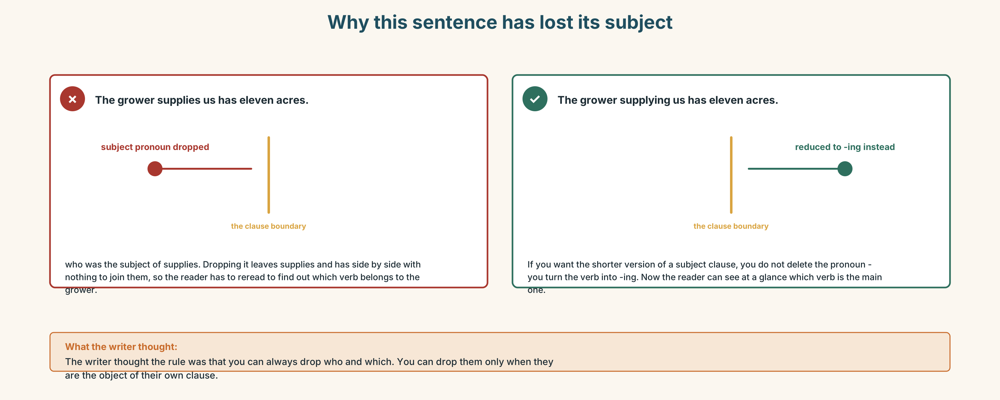 Why this sentence has lost its subject
The grower supplies us has eleven acres.
subject pronoun dropped
the clause boundary
who was the subject of supplies. Dropping it leaves supplies and has side by side with
nothing to join them, so the reader has to reread to find out which verb belongs to the
grower.
The grower supplying us has eleven acres.
reduced to -ing instead
the clause boundary
If you want the shorter version of a subject clause, you do not delete the pronoun -
you turn the verb into -ing. Now the reader can see at a glance which verb is the main
one.
What the writer thought:
The writer thought the rule was that you can always drop who and which. You can drop them only when they
are the object of their own clause.